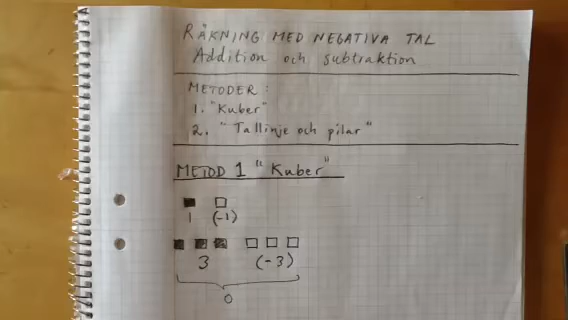 RÄKNING MED NEGATIVA TAL
Addition och subtraktion
METODER:
1. "Kuber"
2. "Tallinje och pilar"
METOD 1 "Kuber"
1 (-1)
3 (-3)
0